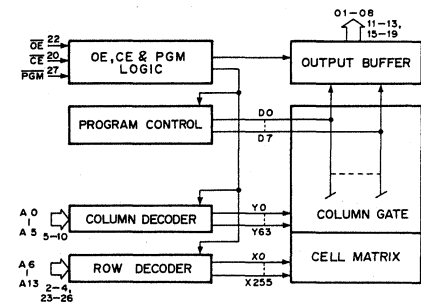 O1-O8
11-13,
15-19
OE 22
CE 20
PGM 27
OE, CE & PGM
LOGIC
OUTPUT BUFFER
PROGRAM CONTROL
D0
D7
A0
A5 5-10
COLUMN DECODER
Y0
Y63
COLUMN GATE
A6
A13 2-4,
23-26
ROW DECODER
X0
X255
CELL MATRIX